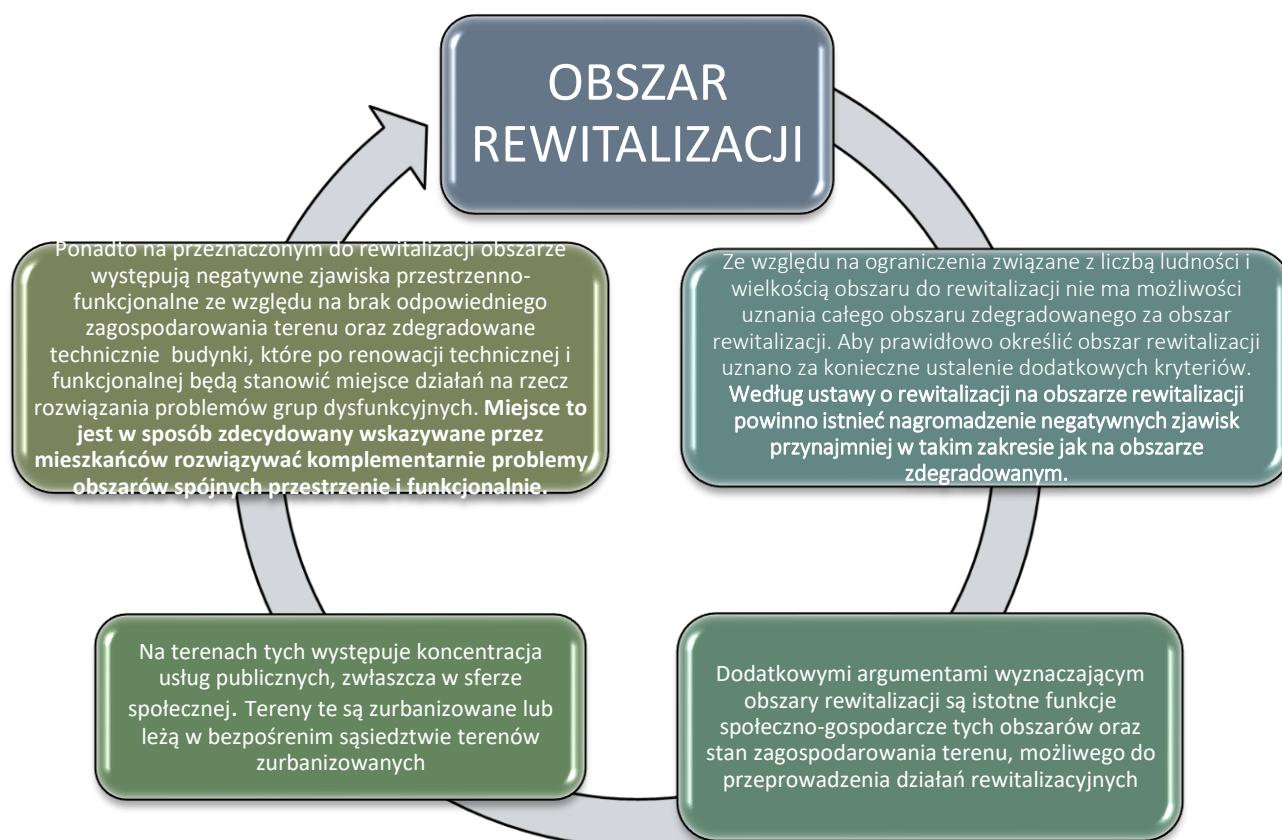 OBSZAR
REWITALIZACJI
Ze względu na ograniczenia związane z liczbą ludności i
wielkością obszaru do rewitalizacji nie ma możliwości
uznania całego obszaru zdegradowanego za obszar
rewitalizacji. Aby prawidłowo określić obszar rewitalizacji
uznano za konieczne ustalenie dodatkowych kryteriów.
Według ustawy o rewitalizacji na obszarze rewitalizacji
powinno istnieć nagromadzenie negatywnych zjawisk
przynajmniej w takim zakresie jak na obszarze
zdegradowanym.
Dodatkowymi argumentami wyznaczającym
obszary rewitalizacji są istotne funkcje
społeczno-gospodarcze tych obszarów oraz
stan zagospodarowania terenu, możliwego do
przeprowadzenia działań rewitalizacyjnych
Na terenach tych występuje koncentracja
usług publicznych, zwłaszcza w sferze
społecznej. Tereny te są zurbanizowane lub
leżą w bezpośrenim sąsiedztwie terenów
zurbanizowanych
Ponadto na przeznaczonym do rewitalizacji obszarze
występują negatywne zjawiska przestrzenno-
funkcjonalne ze względu na brak odpowiedniego
zagospodarowania terenu oraz zdegradowane
technicznie budynki, które po renowacji technicznej i
funkcjonalnej będą stanowić miejsce działań na rzecz
rozwiązania problemów grup dysfunkcyjnych. Miejsce to
jest w sposób zdecydowany wskazywane przez
mieszkańców rozwiązywać komplementarnie problemy
obszarów spójnych przestrzenie i funkcjonalnie.